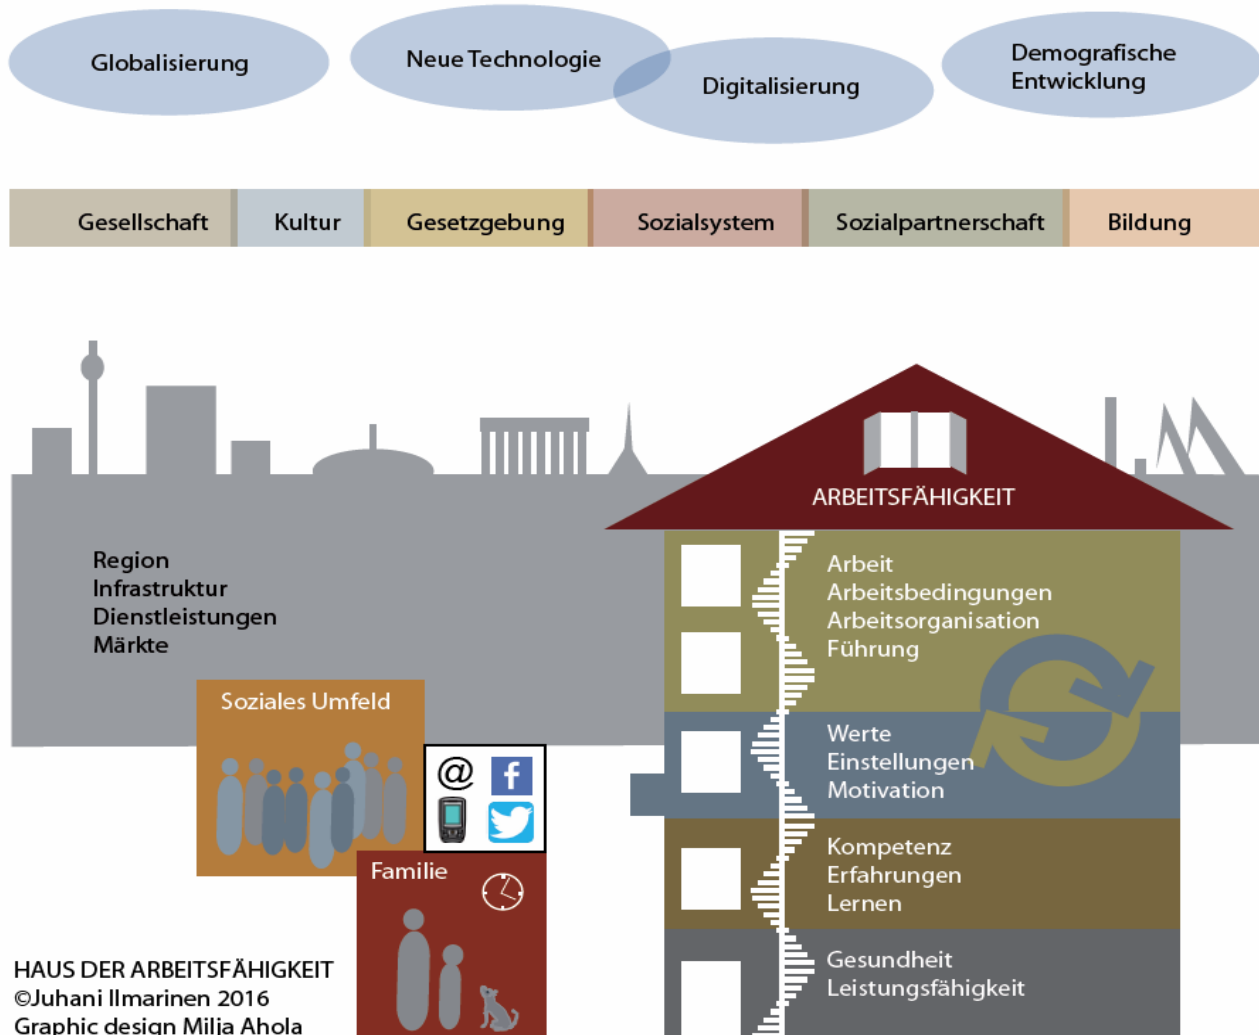 Globalisierung
Neue Technologie
Digitalisierung
Demografische
Entwicklung
Gesellschaft
Kultur
Gesetzgebung
Sozialsystem
Sozialpartnerschaft
Bildung
ARBEITSFÄHIGKEIT
Region
Infrastruktur
Dienstleistungen
Märkte
Arbeit
Arbeitsbedingungen
Arbeitsorganisation
Führung
Soziales Umfeld
Werte
Einstellungen
Motivation
@
f
Kompetenz
Erfahrungen
Lernen
Familie
Gesundheit
Leistungsfähigkeit
HAUS DER ARBEITSFÄHIGKEIT
©Juhani Ilmarinen 2016
Graphic design Milja Ahola